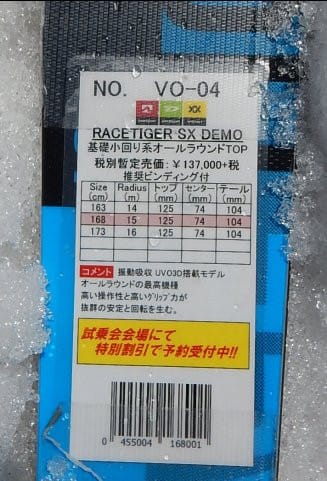 NO. VO-04
RACETIGER SX DEMO
基礎小回り系オールラウンドTOP
税別暫定売価：￥137,000+税
推奨ビンディング付
Size (cm) Radius (m) トップ (mm) センター (mm) テール (mm)
163 14 125 74 104
168 15 125 74 104
173 16 125 74 104
コメント 振動吸収 UVO3D搭載モデル
オールラウンドの最高機種
高い操作性と高いグリップ力が
抜群の安定と回転を生む。
試乗会会場にて
特別割引で予約受付中!!
0 455004 168001